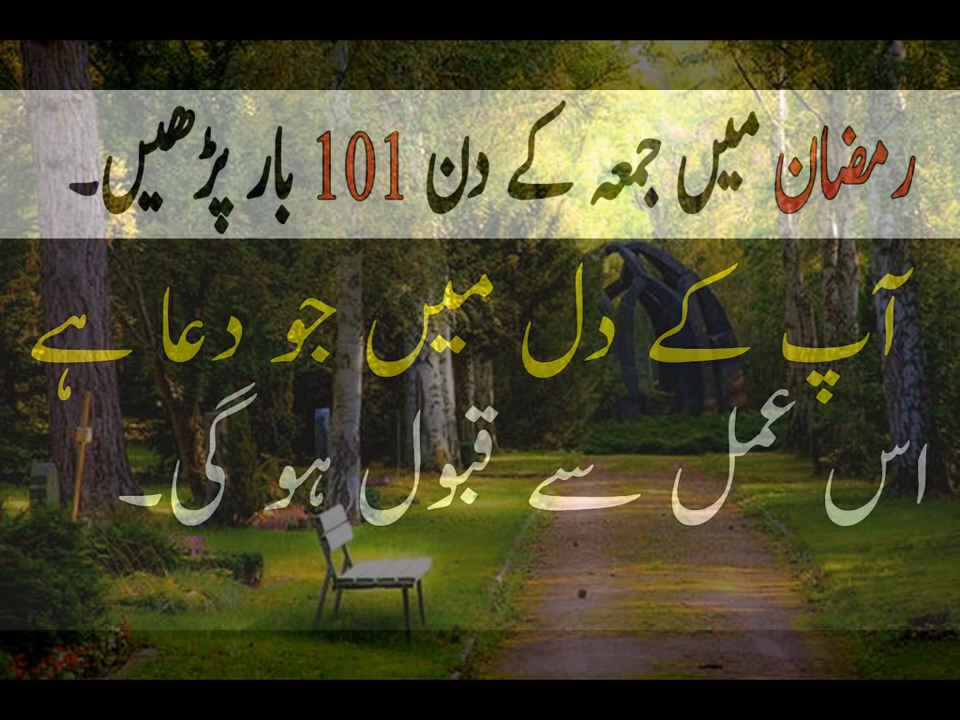 رمضان میں جمعہ کے دن 101 بار پڑھیں۔
آپ کے دل میں جو دعا ہے
اس عمل سے قبول ہو گی۔